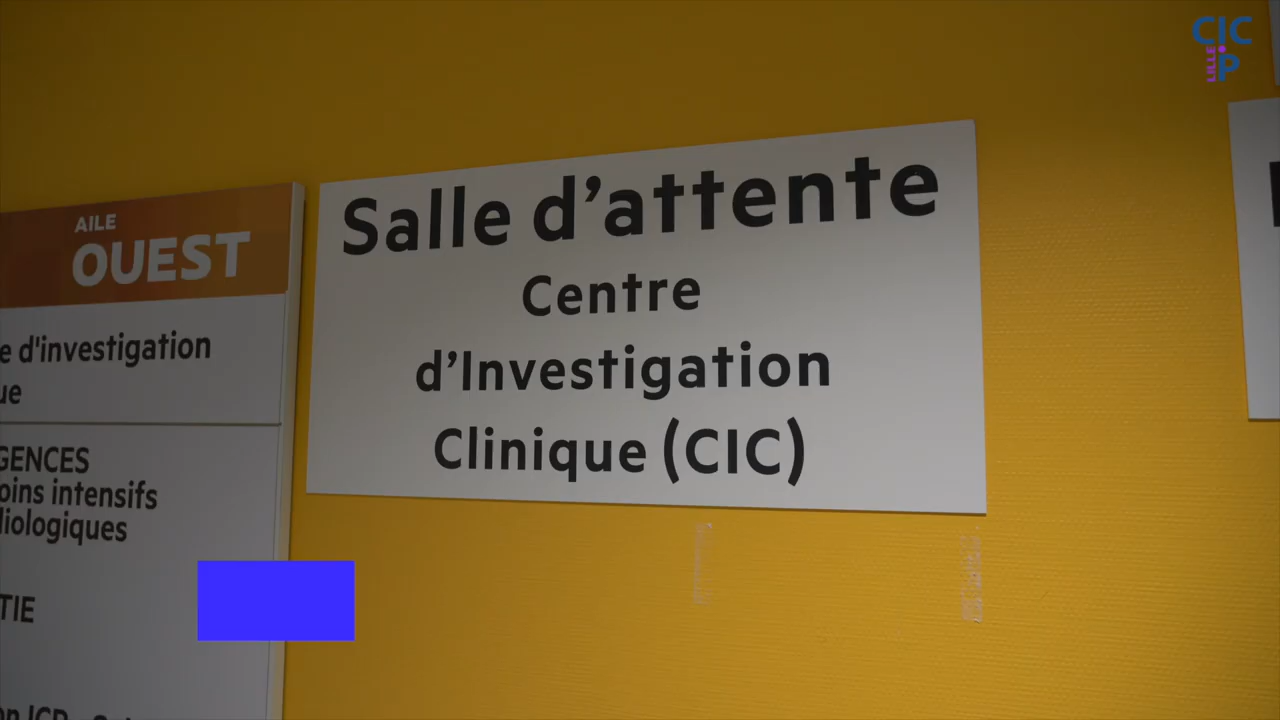 AILE
OUEST
e d'investigation
ue
GENCES
oins intensifs
diologiques
TIE
Salle d'attente
Centre
d'Investigation
Clinique (CIC)
CIC
LILLE
P